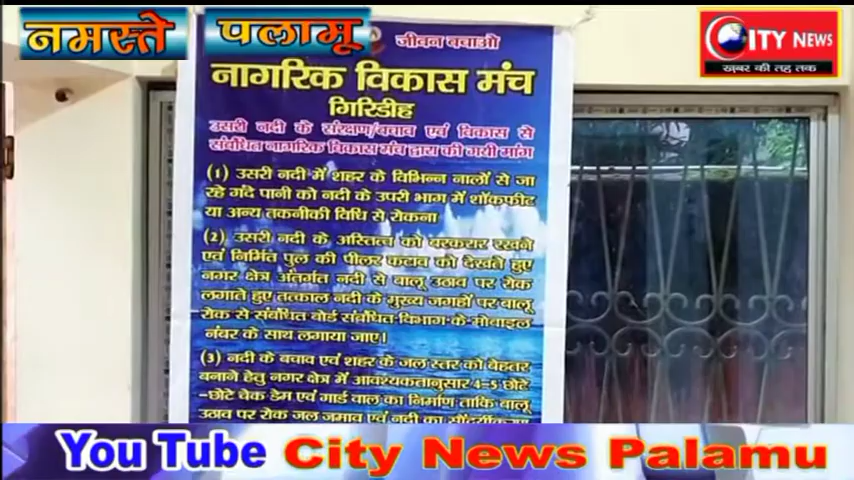 नमस्ते पलामू
CITY NEWS
खबर की तह तक
जीवन बचाओ
नागरिक विकास मंच
गिरिडीह
उसरी नदी के संरक्षण/बचाव एवं विकास से
संबंधित नागरिक विकास मंच द्वारा की गयी मांग
(1) उसरी नदी में शहर के विभिन्न नालों से जा
रहे गंदे पानी को नदी के उपरी भाग में शॉकफीट
या अन्य तकनीकी विधि से रोकना
(2) उसरी नदी के अस्तित्व को बरकरार रखने
एवं निर्मित पुल की पीलर कटाव को देखते हुए
नगर क्षेत्र अंतर्गत नदी से बालू उठाव पर रोक
लगाते हुए तत्काल नदी के मुख्य जगहों पर बालू
रोक से संबंधित बोर्ड संबंधित विभाग के मोबाइल
नंबर के साथ लगाया जाए।
(3) नदी के बचाव एवं शहर के जल स्तर को बेहतर
बनाने हेतु नगर क्षेत्र में आवश्यकतानुसार 4-5 छोटे
-छोटे चेक डेम एवं गार्ड वाल का निर्माण ताकि बालू
उठाव पर रोक जल जमाव एवं नदी का सौंदर्यीकरण
You Tube City News Palamu